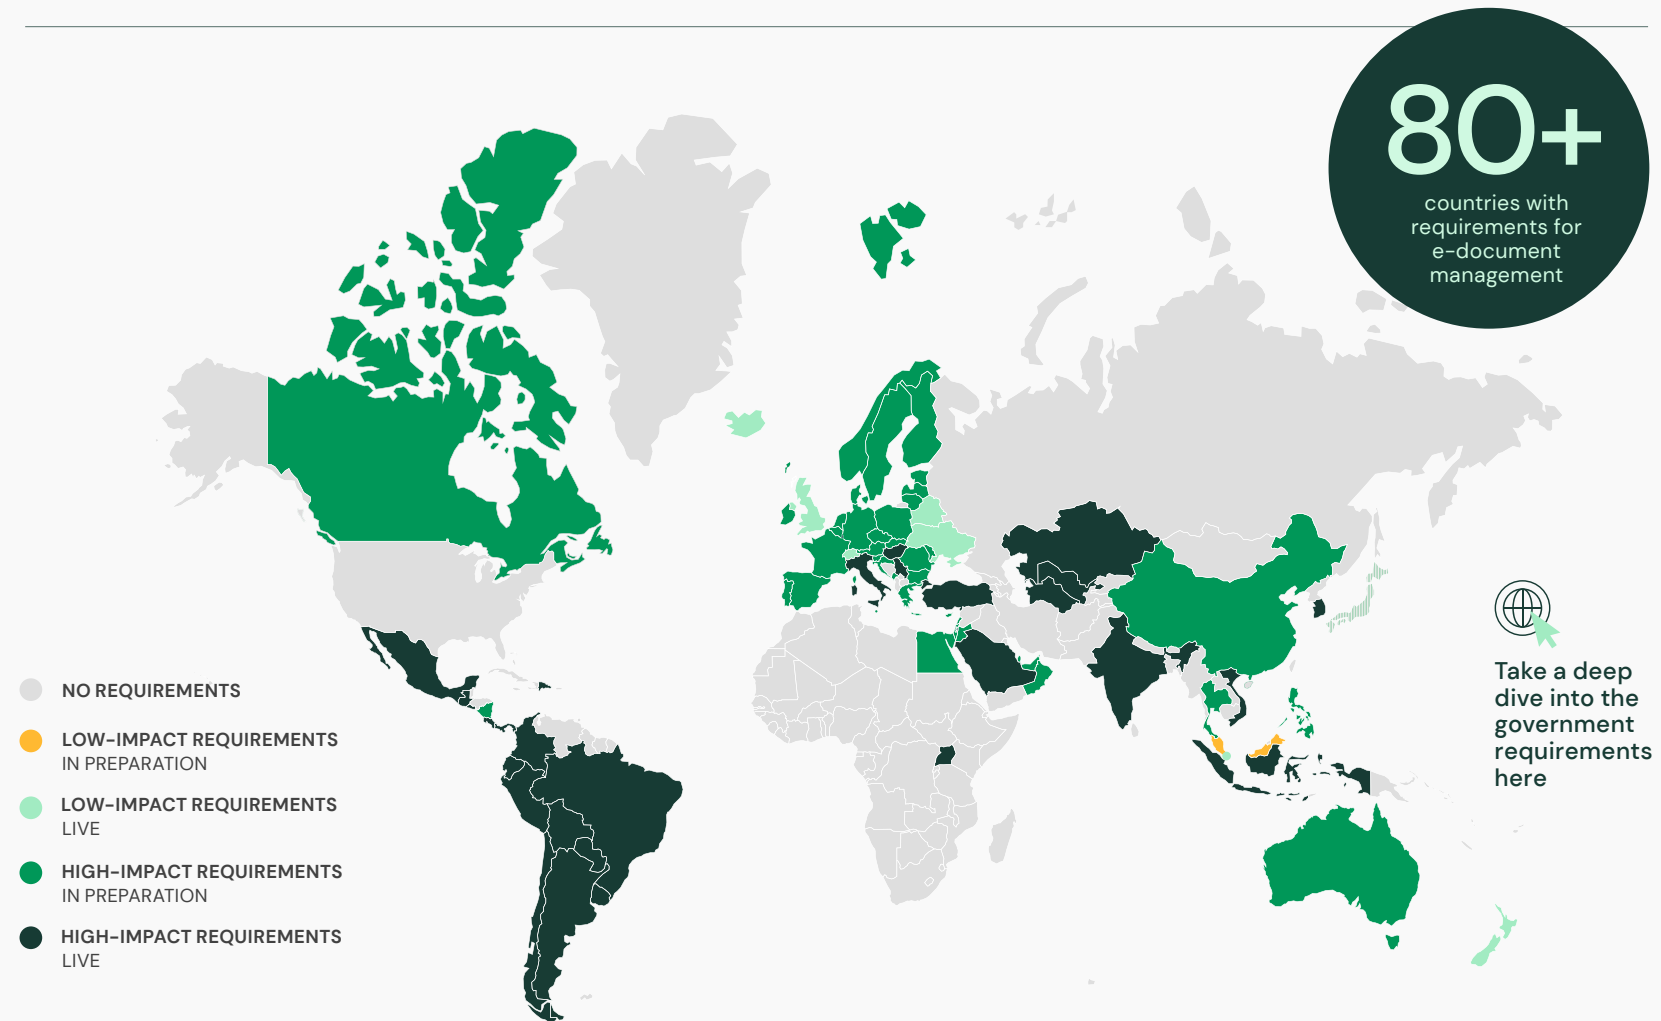 80+
countries with
requirements for
e-document
management
NO REQUIREMENTS
LOW-IMPACT REQUIREMENTS
IN PREPARATION
LOW-IMPACT REQUIREMENTS
LIVE
HIGH-IMPACT REQUIREMENTS
IN PREPARATION
HIGH-IMPACT REQUIREMENTS
LIVE
Take a deep
dive into the
government
requirements
here